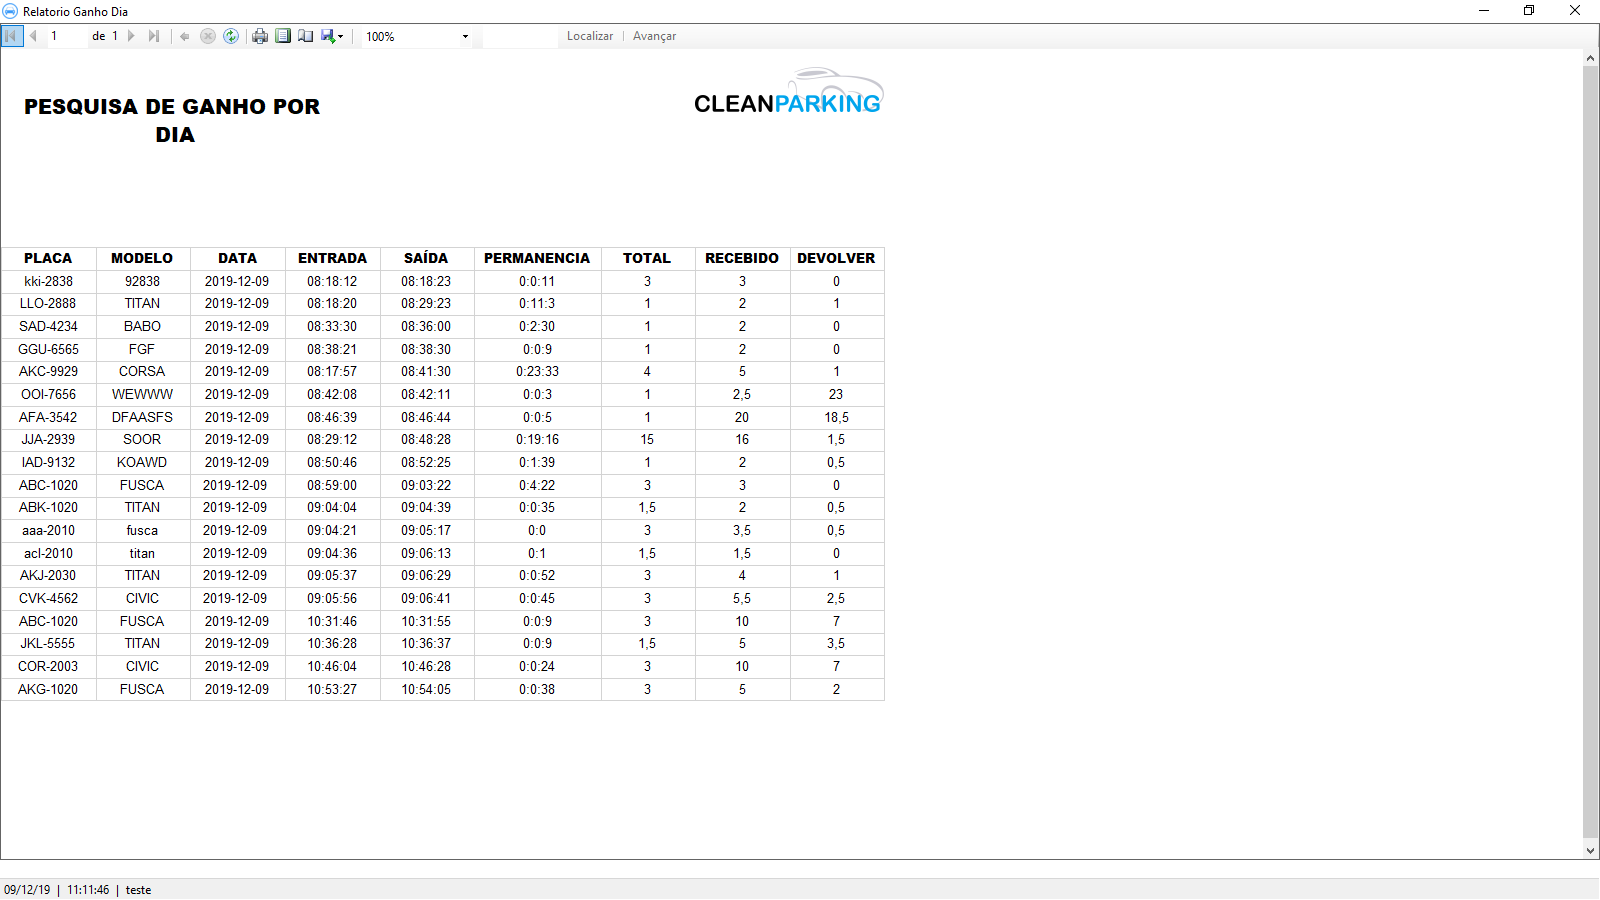 Relatorio Ganho Dia
1 de 1 100% Localizar | Avançar
PESQUISA DE GANHO POR
DIA
CLEANPARKING
PLACA MODELO DATA ENTRADA SAÍDA PERMANENCIA TOTAL RECEBIDO DEVOLVER
kki-2838 92838 2019-12-09 08:18:12 08:18:23 0:0:11 3 3 0
LLO-2888 TITAN 2019-12-09 08:18:20 08:29:23 0:11:3 1 2 1
SAD-4234 BABO 2019-12-09 08:33:30 08:36:00 0:2:30 1 2 0
GGU-6565 FGF 2019-12-09 08:38:21 08:38:30 0:0:9 1 2 0
AKC-9929 CORSA 2019-12-09 08:17:57 08:41:30 0:23:33 4 5 1
OOI-7656 WEWWW 2019-12-09 08:42:08 08:42:11 0:0:3 1 2,5 23
AFA-3542 DFAASFS 2019-12-09 08:46:39 08:46:44 0:0:5 1 20 18,5
JJA-2939 SOOR 2019-12-09 08:29:12 08:48:28 0:19:16 15 16 1,5
IAD-9132 KOAWD 2019-12-09 08:50:46 08:52:25 0:1:39 1 2 0,5
ABC-1020 FUSCA 2019-12-09 08:59:00 09:03:22 0:4:22 3 3 0
ABK-1020 TITAN 2019-12-09 09:04:04 09:04:39 0:0:35 1,5 2 0,5
aaa-2010 fusca 2019-12-09 09:04:21 09:05:17 0:0 3 3,5 0,5
acl-2010 titan 2019-12-09 09:04:36 09:06:13 0:1 1,5 1,5 0
AKJ-2030 TITAN 2019-12-09 09:05:37 09:06:29 0:0:52 3 4 1
CVK-4562 CIVIC 2019-12-09 09:05:56 09:06:41 0:0:45 3 5,5 2,5
ABC-1020 FUSCA 2019-12-09 10:31:46 10:31:55 0:0:9 3 10 7
JKL-5555 TITAN 2019-12-09 10:36:28 10:36:37 0:0:9 1,5 5 3,5
COR-2003 CIVIC 2019-12-09 10:46:04 10:46:28 0:0:24 3 10 7
AKG-1020 FUSCA 2019-12-09 10:53:27 10:54:05 0:0:38 3 5 2
09/12/19 | 11:11:46 | teste